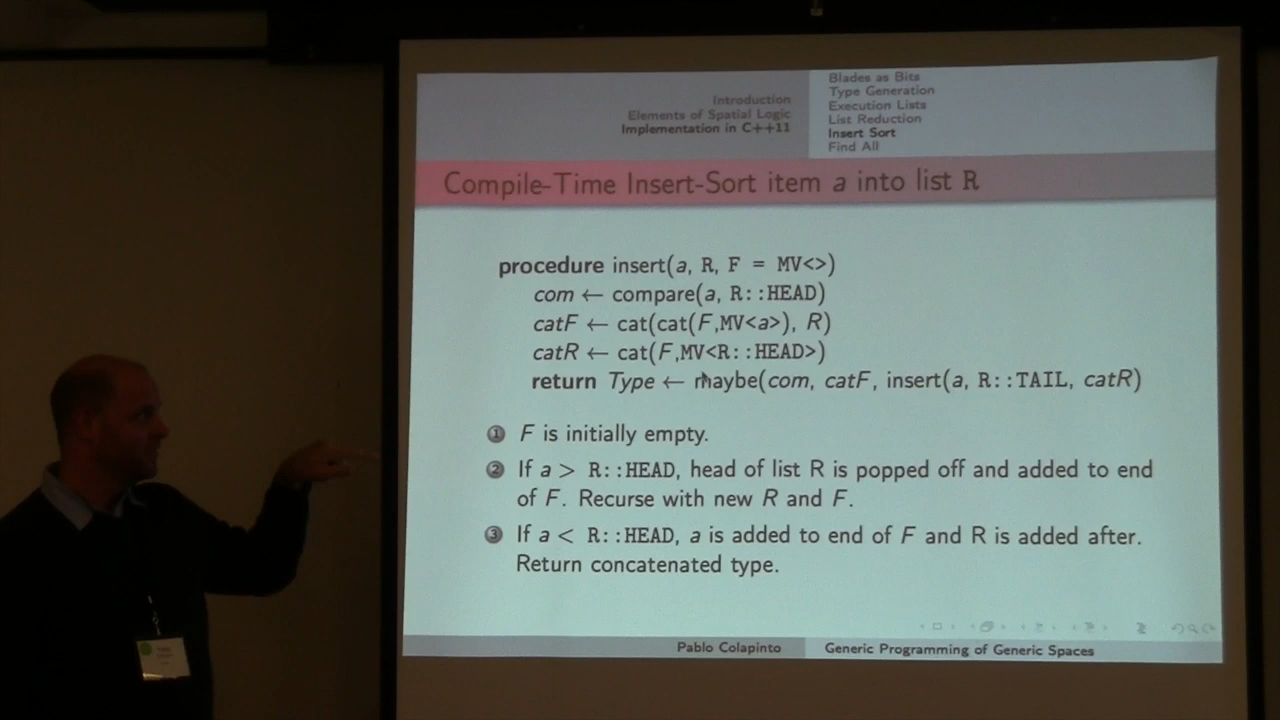 Introduction
Elements of Spatial Logic
Implementation in C++11
Blades as Bits
Type Generation
Execution Lists
List Reduction
Insert Sort
Find All
Compile-Time Insert-Sort item a into list R
procedure insert(a, R, F = MV<>)
com ← compare(a, R::HEAD)
catF ← cat(cat(F,MV<a>), R)
catR ← cat(F,MV<R::HEAD>)
return Type ← maybe(com, catF, insert(a, R::TAIL, catR)
1 F is initially empty.
2 If a > R::HEAD, head of list R is popped off and added to end
of F. Recurse with new R and F.
3 If a < R::HEAD, a is added to end of F and R is added after.
Return concatenated type.
Pablo Colapinto
Generic Programming of Generic Spaces